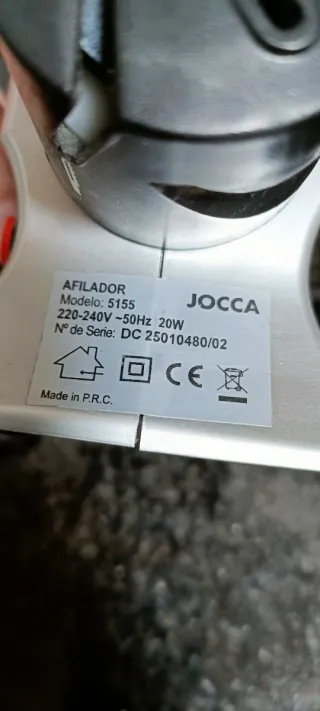 AFILADOR
JOCCA
Modelo: 5155
220-240V ~50Hz 20W
Nº de Serie: DC 25010480/02
CE
Made in P.R.C.